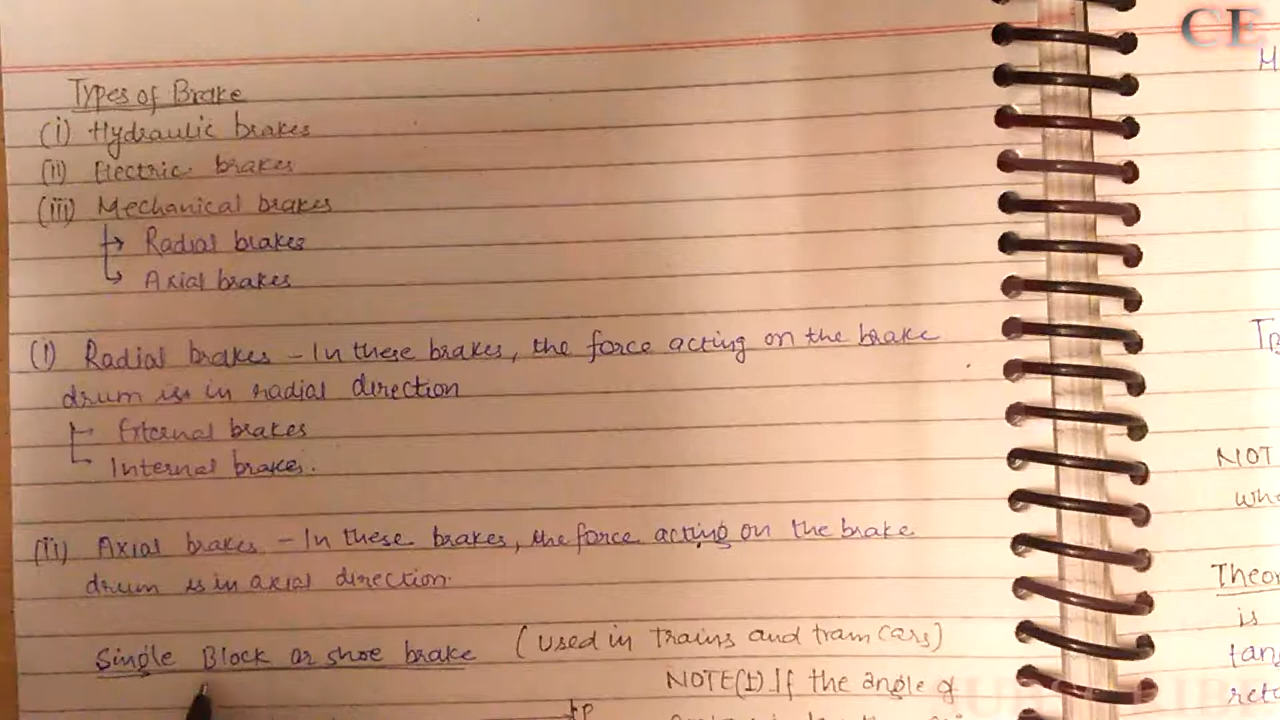 CE
Types of Brake
(i) Hydraulic brakes
(ii) Electric brakes
(iii) Mechanical brakes
→ Radial brakes
→ Axial brakes
(i) Radial brakes - In these brakes, the force acting on the brake
drum is in radial direction
External brakes
Internal brakes.
(ii) Axial brakes - In these brakes, the force acting on the brake
drum is in axial direction.
Single Block or shoe brake (used in trains and tram cars)
NOTE(1) If the angle of
P
NOT
Theor
is
tan